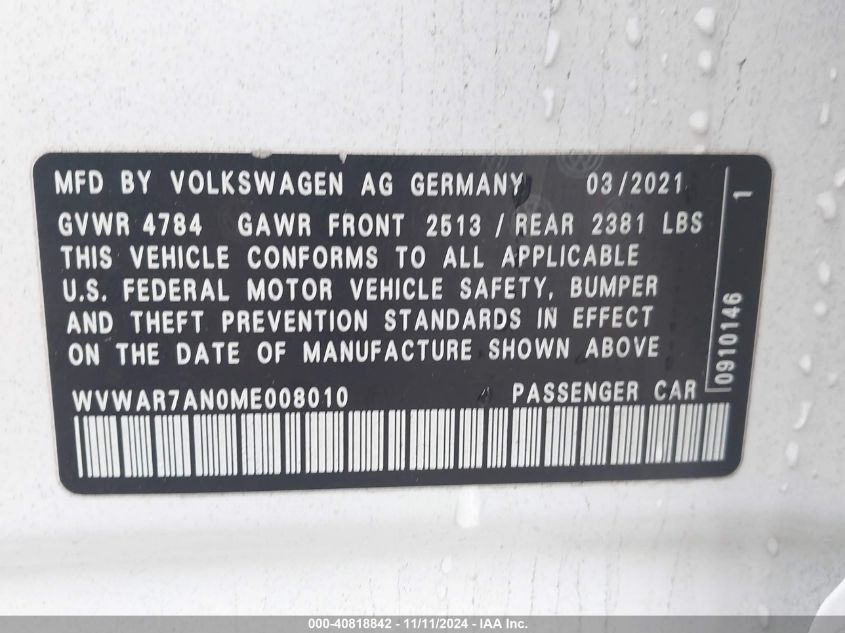 MFD BY VOLKSWAGEN AG GERMANY 03/2021
GVWR 4784 GAWR FRONT 2513 / REAR 2381 LBS
THIS VEHICLE CONFORMS TO ALL APPLICABLE
U.S. FEDERAL MOTOR VEHICLE SAFETY, BUMPER
AND THEFT PREVENTION STANDARDS IN EFFECT
ON THE DATE OF MANUFACTURE SHOWN ABOVE
WVWAR7AN0ME008010 PASSENGER CAR
0910146 1
000-40818842 - 11/11/2024 - IAA Inc.